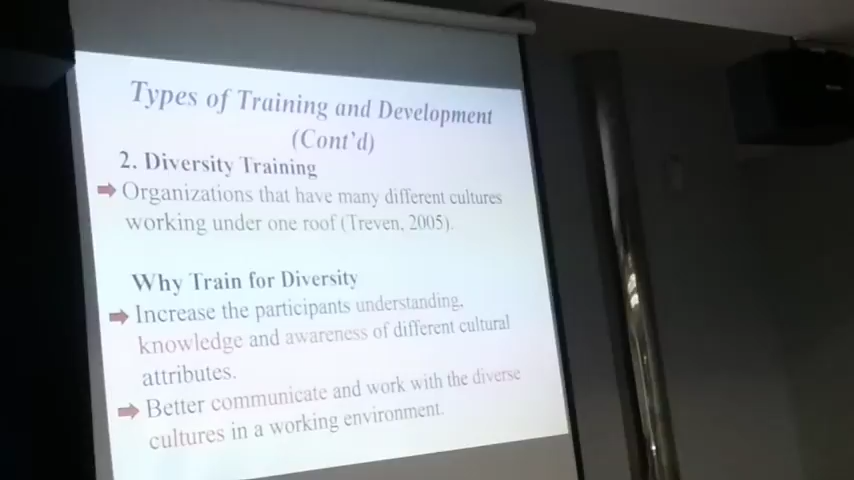 Types of Training and Development
(Cont'd)
2. Diversity Training
Organizations that have many different cultures
working under one roof (Treven, 2005).
Why Train for Diversity
Increase the participants understanding,
knowledge and awareness of different cultural
attributes.
Better communicate and work with the diverse
cultures in a working environment.